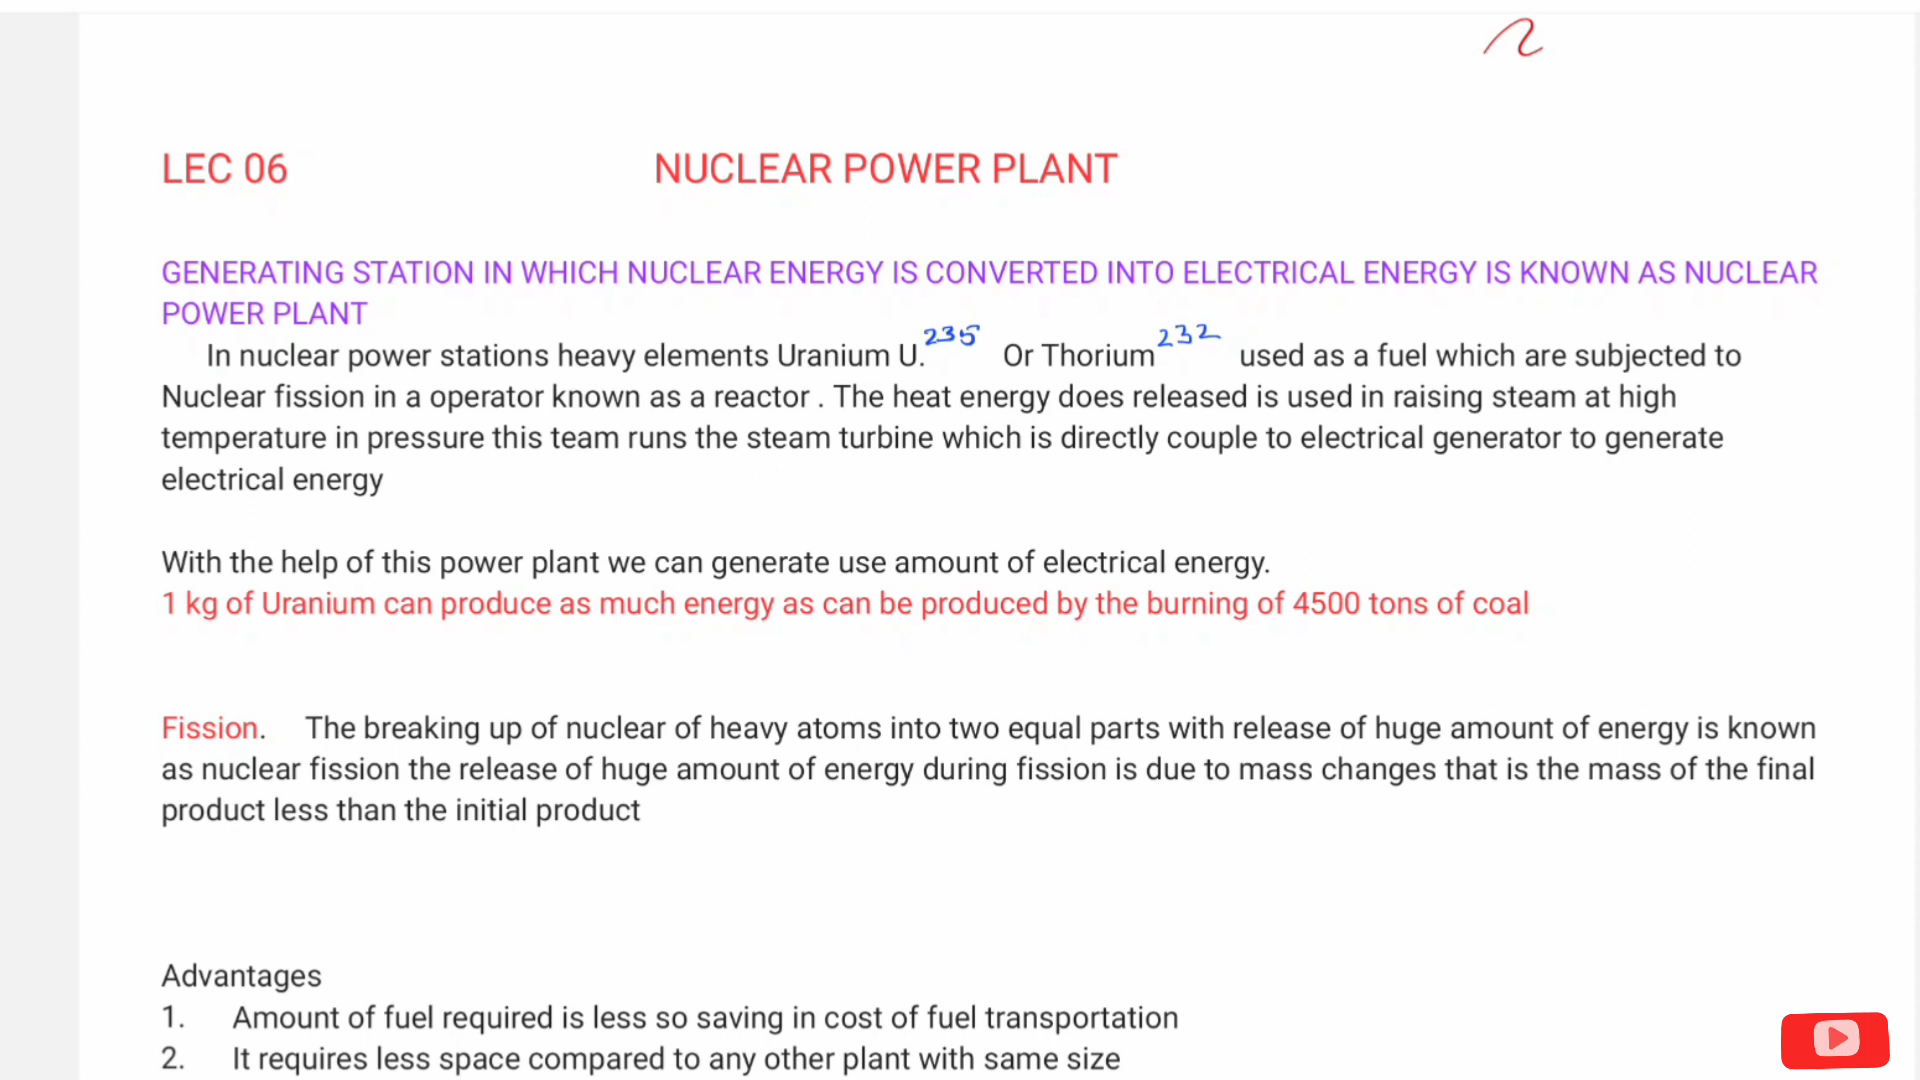 LEC 06 NUCLEAR POWER PLANT
GENERATING STATION IN WHICH NUCLEAR ENERGY IS CONVERTED INTO ELECTRICAL ENERGY IS KNOWN AS NUCLEAR
POWER PLANT
In nuclear power stations heavy elements Uranium U.235 Or Thorium232 used as a fuel which are subjected to
Nuclear fission in a operator known as a reactor . The heat energy does released is used in raising steam at high
temperature in pressure this team runs the steam turbine which is directly couple to electrical generator to generate
electrical energy
With the help of this power plant we can generate use amount of electrical energy.
1 kg of Uranium can produce as much energy as can be produced by the burning of 4500 tons of coal
Fission. The breaking up of nuclear of heavy atoms into two equal parts with release of huge amount of energy is known
as nuclear fission the release of huge amount of energy during fission is due to mass changes that is the mass of the final
product less than the initial product
Advantages
1. Amount of fuel required is less so saving in cost of fuel transportation
2. It requires less space compared to any other plant with same size